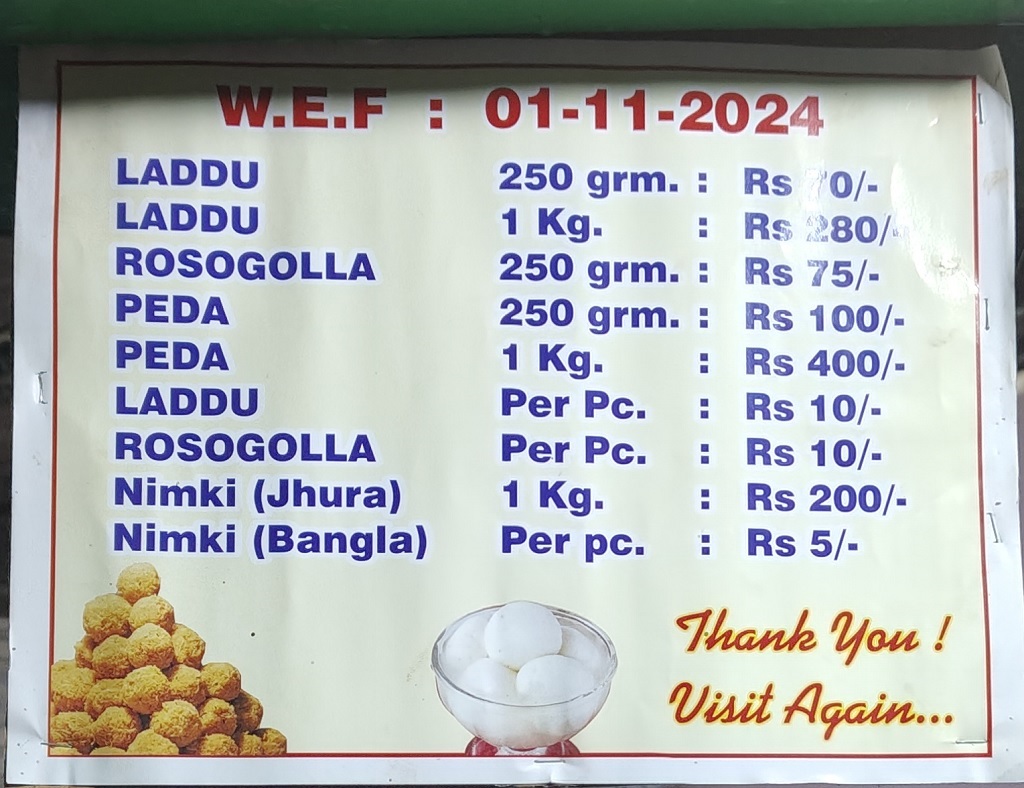 W.E.F : 01-11-2024
LADDU 250 grm. : Rs 70/-
LADDU 1 Kg. : Rs 280/-
ROSOGOLLA 250 grm. : Rs 75/-
PEDA 250 grm. : Rs 100/-
PEDA 1 Kg. : Rs 400/-
LADDU Per Pc. : Rs 10/-
ROSOGOLLA Per Pc. : Rs 10/-
Nimki (Jhura) 1 Kg. : Rs 200/-
Nimki (Bangla) Per pc. : Rs 5/-
Thank You !
Visit Again...